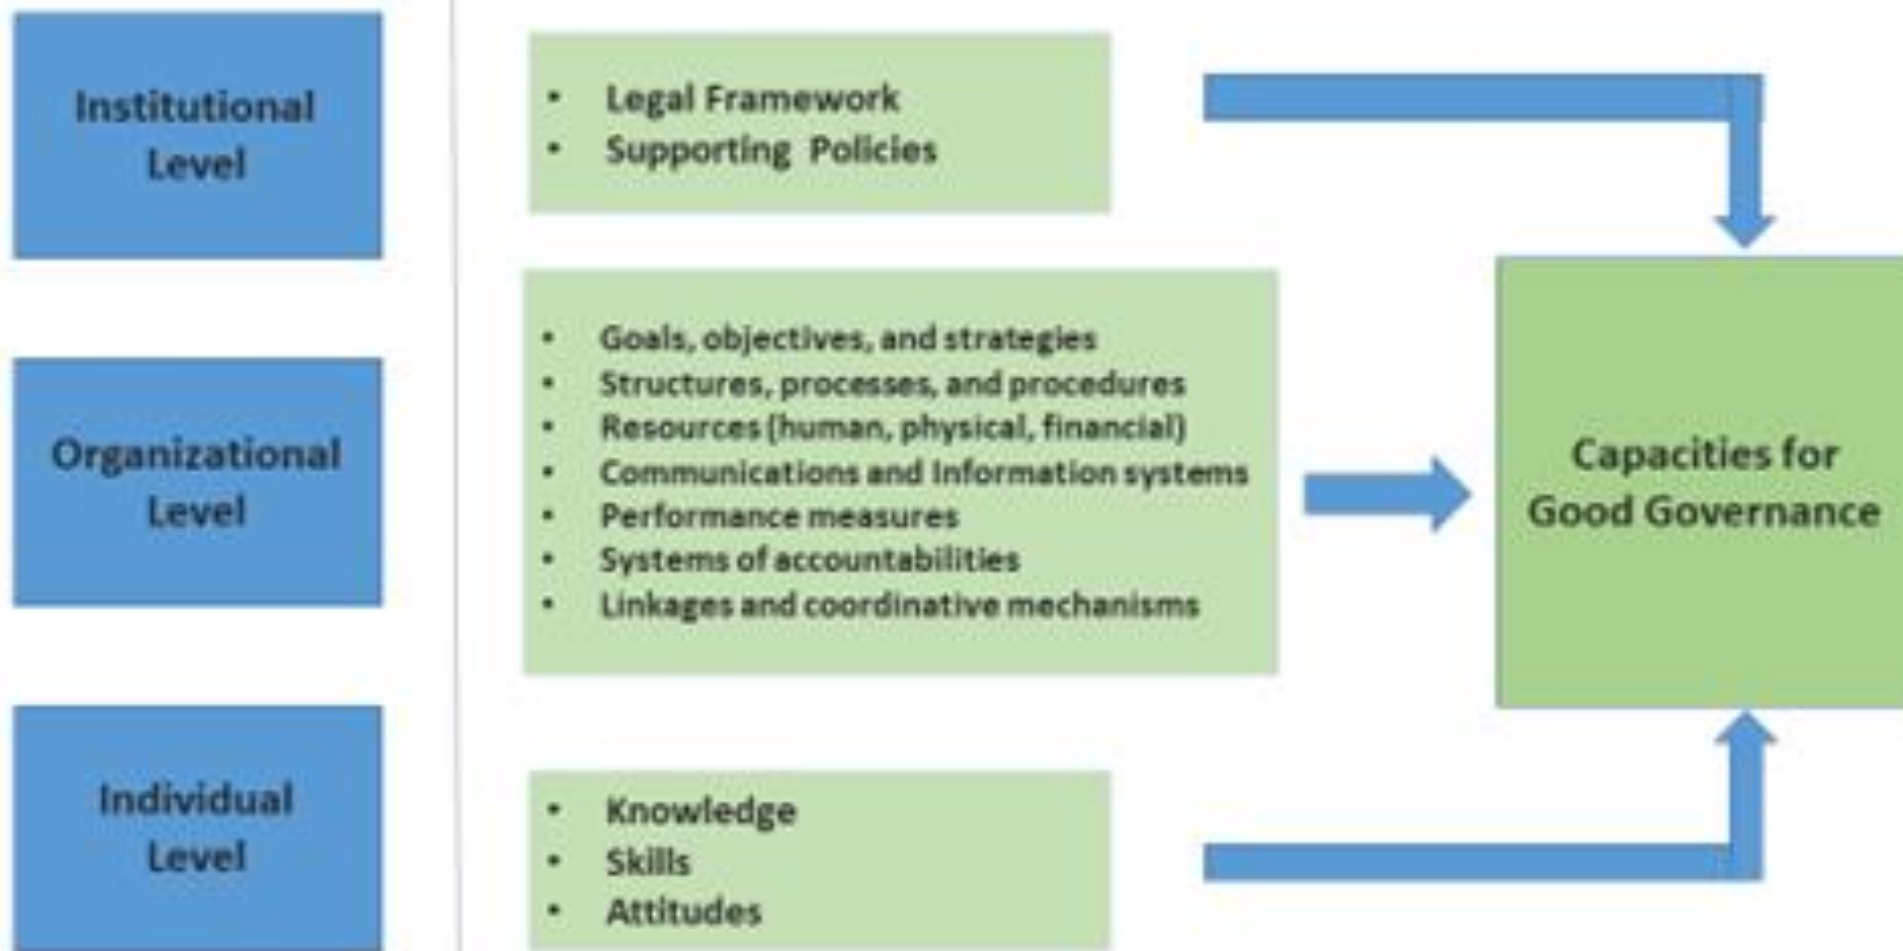 Institutional
Level
• Legal Framework
• Supporting Policies
Organizational
Level
• Goals, objectives, and strategies
• Structures, processes, and procedures
• Resources (human, physical, financial)
• Communications and Information systems
• Performance measures
• Systems of accountabilities
• Linkages and coordinative mechanisms
Capacities for
Good Governance
Individual
Level
• Knowledge
• Skills
• Attitudes